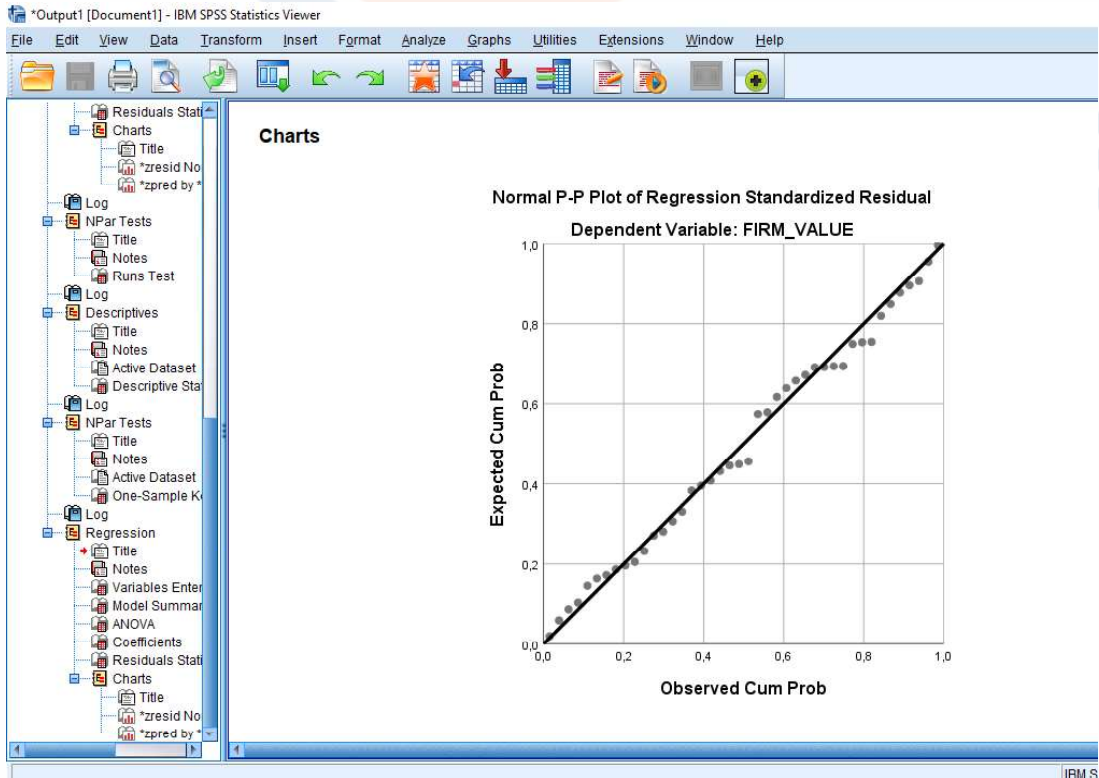 *Output1 [Document1] - IBM SPSS Statistics Viewer
File Edit View Data Transform Insert Format Analyze Graphs Utilities Extensions Window Help
Residuals Stati
Charts
Title
*zresid No
*zpred by *
Log
NPar Tests
Title
Notes
Runs Test
Log
Descriptives
Title
Notes
Active Dataset
Descriptive Sta
Log
NPar Tests
Title
Notes
Active Dataset
One-Sample Ko
Log
Regression
Title
Notes
Variables Enter
Model Summar
ANOVA
Coefficients
Residuals Stati
Charts
Title
*zresid No
*zpred by *
Charts
Normal P-P Plot of Regression Standardized Residual
Dependent Variable: FIRM_VALUE
Expected Cum Prob
1,0
0,8
0,6
0,4
0,2
0,0
0,0 0,2 0,4 0,6 0,8 1,0
Observed Cum Prob
IBM S